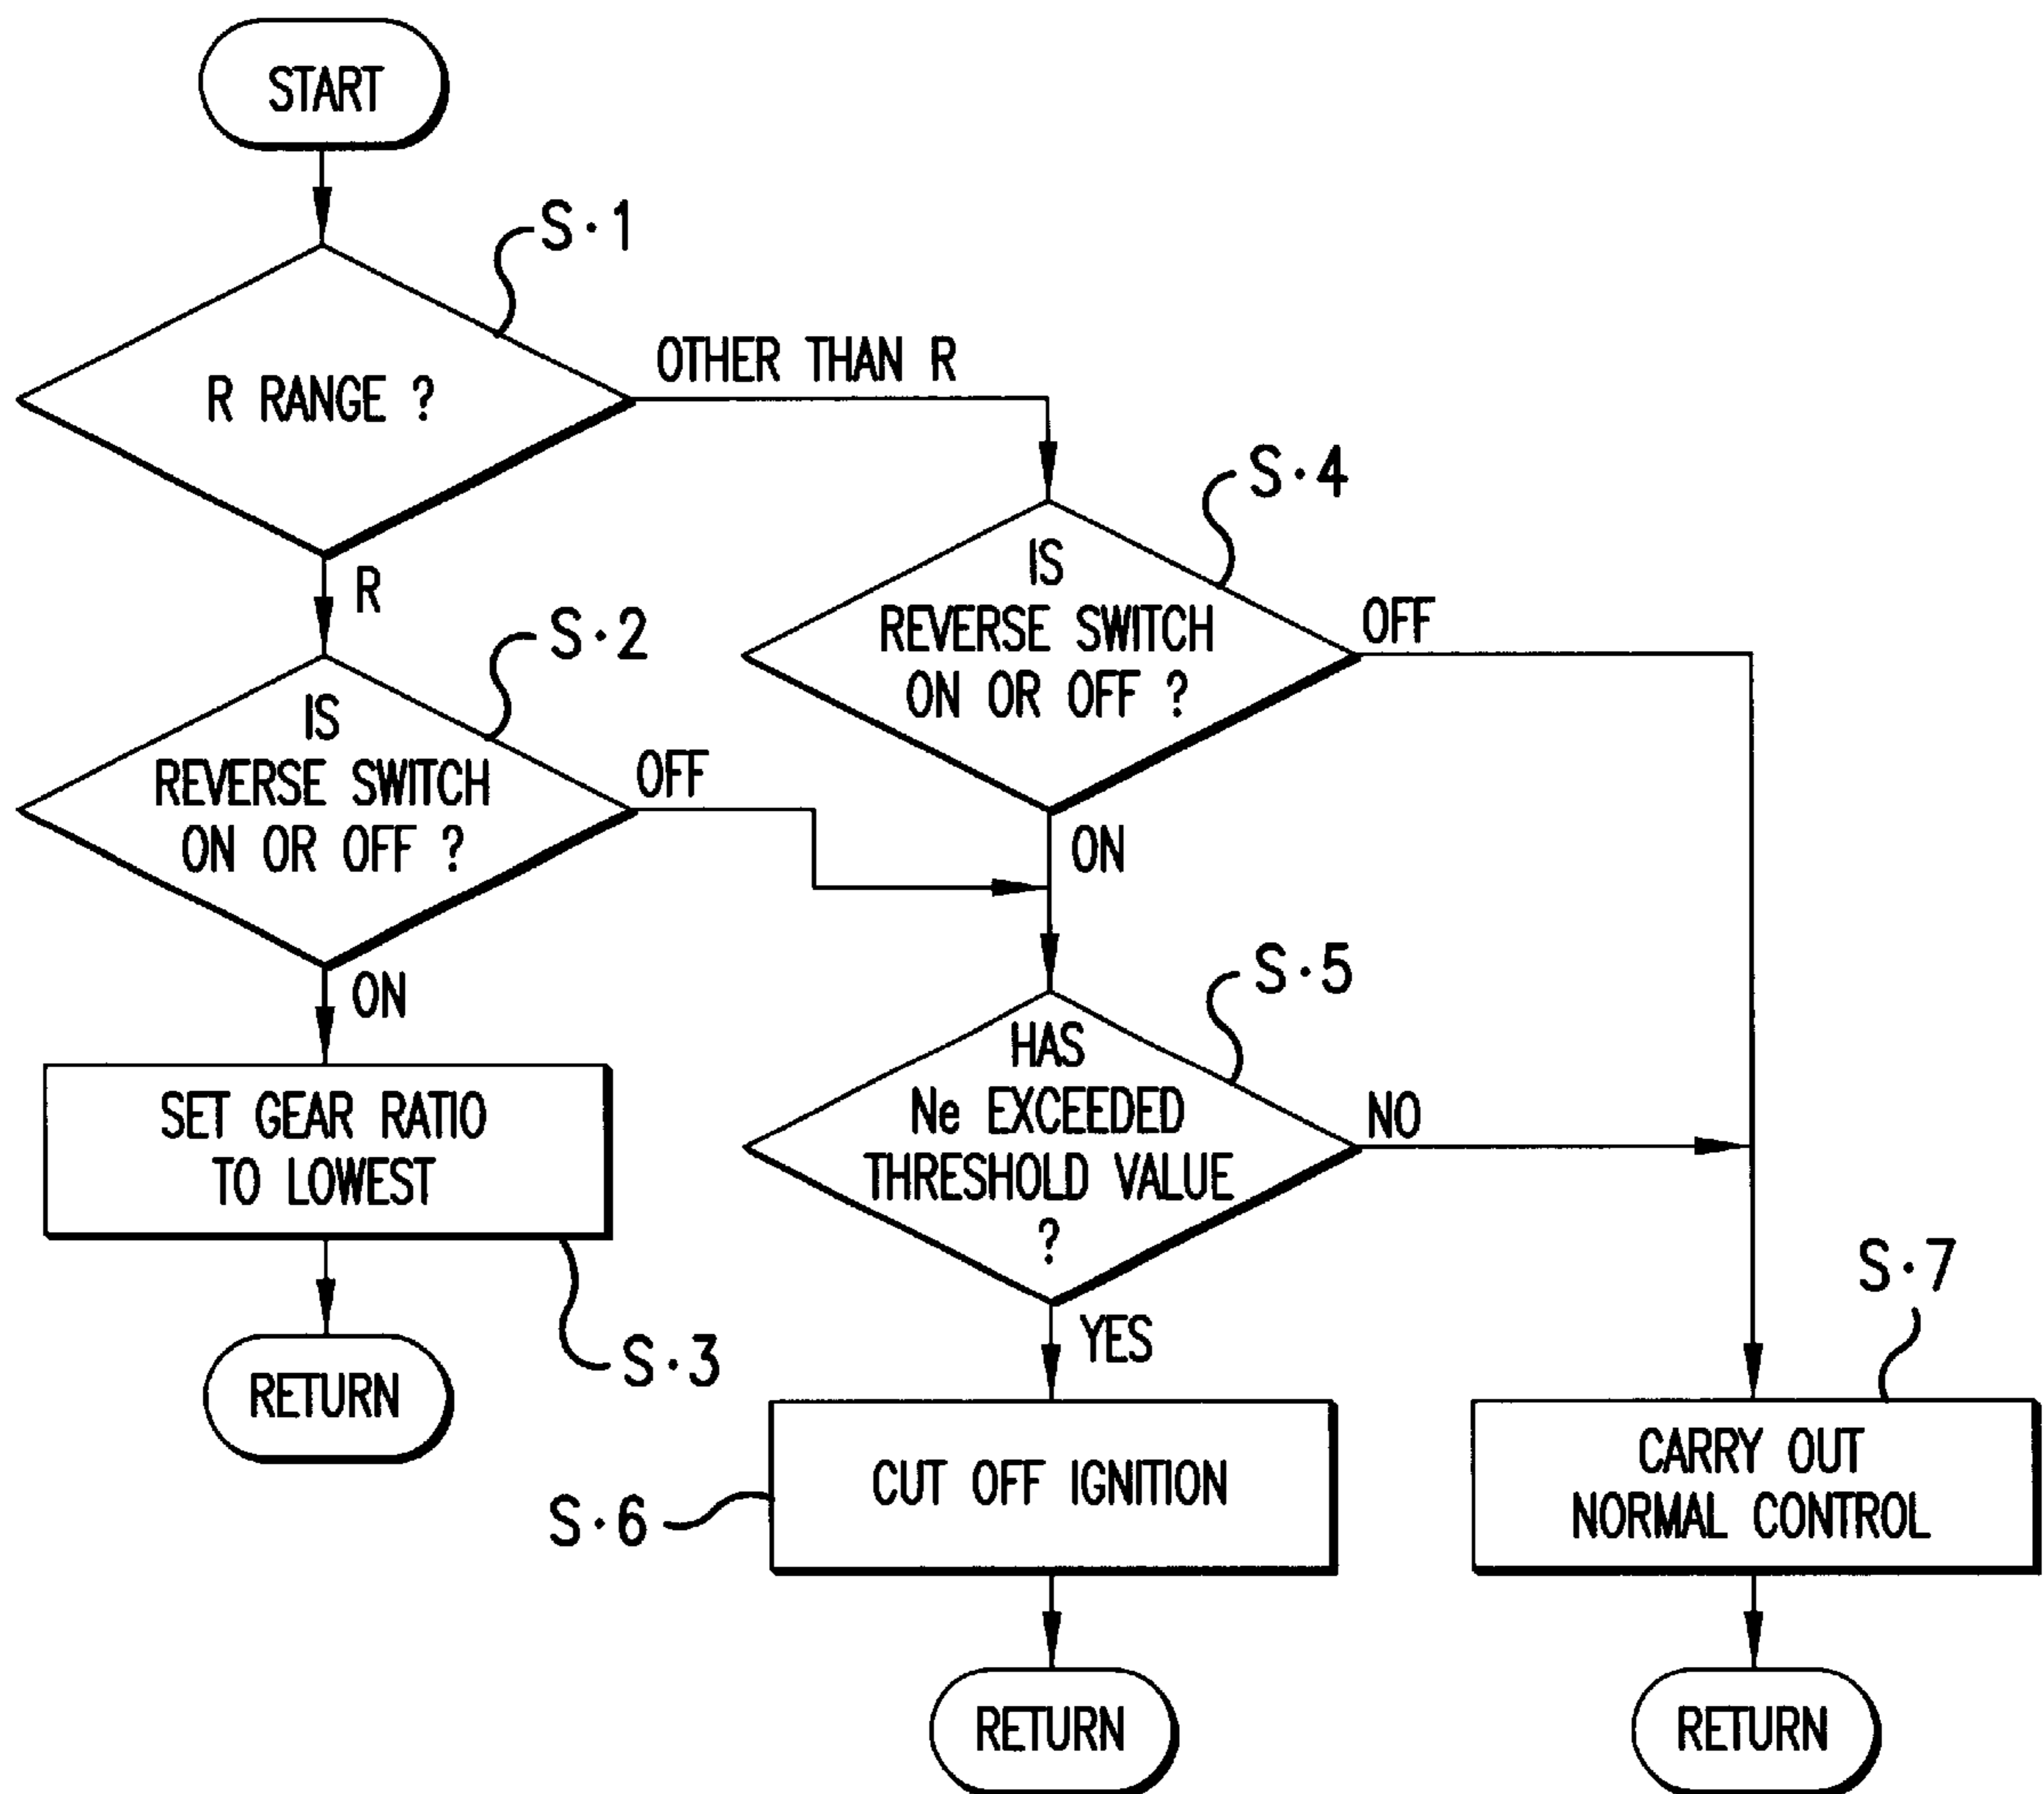 START
S·1
R RANGE ?
OTHER THAN R
R
S·2
IS
REVERSE SWITCH
ON OR OFF ?
OFF
ON
SET GEAR RATIO
TO LOWEST
S·3
RETURN
S·4
IS
REVERSE SWITCH
ON OR OFF ?
OFF
ON
S·5
HAS
Ne EXCEEDED
THRESHOLD VALUE
?
NO
YES
S·6
CUT OFF IGNITION
RETURN
S·7
CARRY OUT
NORMAL CONTROL
RETURN